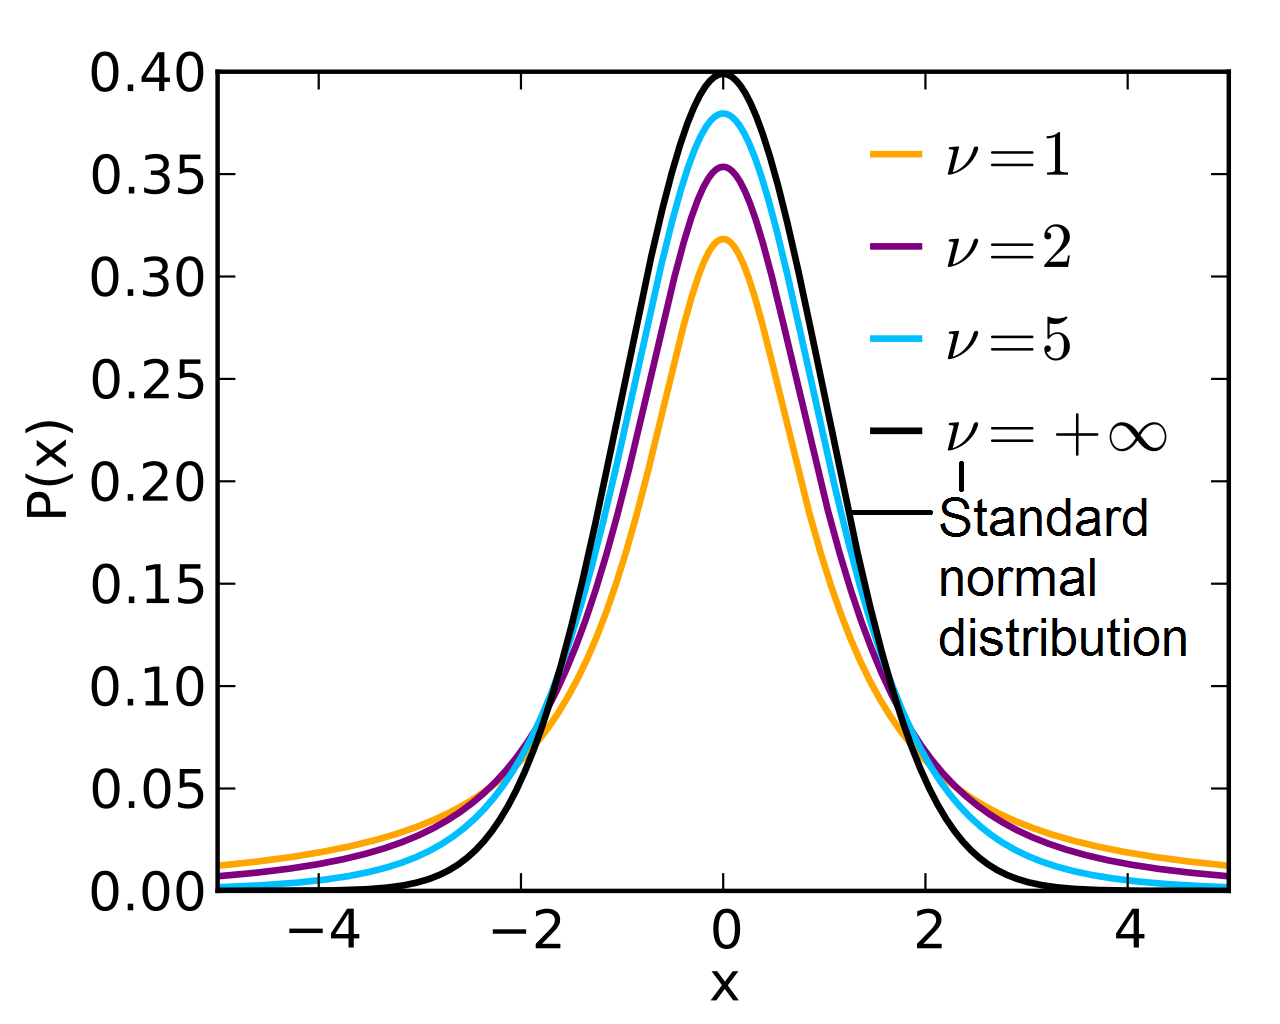 0.40
0.35
0.30
0.25
0.20
0.15
0.10
0.05
0.00
P(x)
−4 −2 0 2 4
x
ν=1
ν=2
ν=5
ν=+∞
Standard
normal
distribution